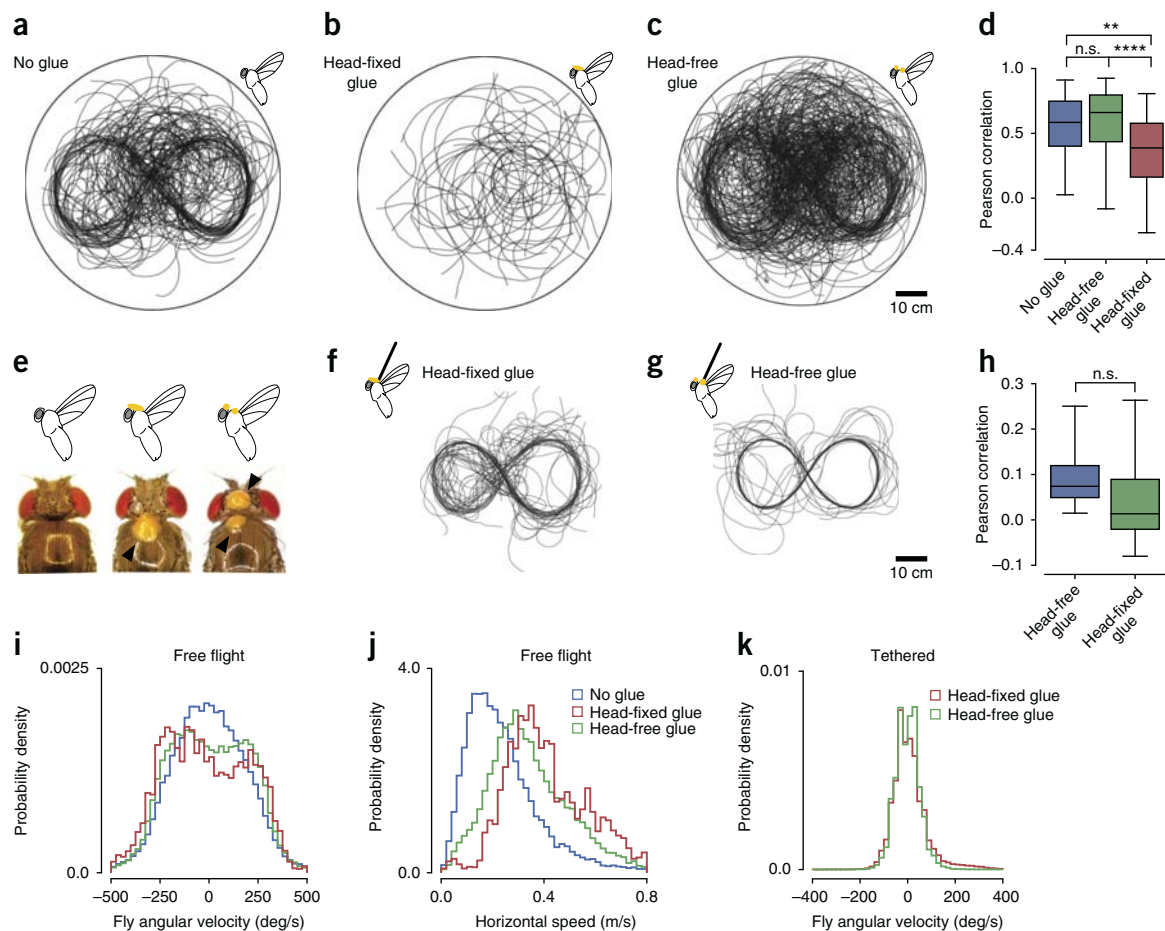 a
No glue
b
Head-fixed
glue
c
Head-free
glue
10 cm
d
**
n.s.
****
1.0
0.5
0.0
−0.4
Pearson correlation
No glue
Head-free
glue
Head-fixed
glue
e
f
Head-fixed glue
g
Head-free glue
10 cm
h
n.s.
0.3
0.2
0.1
0.0
−0.1
Pearson correlation
Head-free
glue
Head-fixed
glue
i
Free flight
0.0025
0.0
Probability density
−500
−250
0
250
500
Fly angular velocity (deg/s)
j
Free flight
4.0
0.0
Probability density
No glue
Head-fixed glue
Head-free glue
0.0
0.4
0.8
Horizontal speed (m/s)
k
Tethered
0.01
0.0
Probability density
Head-fixed glue
Head-free glue
−400
−200
0
200
400
Fly angular velocity (deg/s)